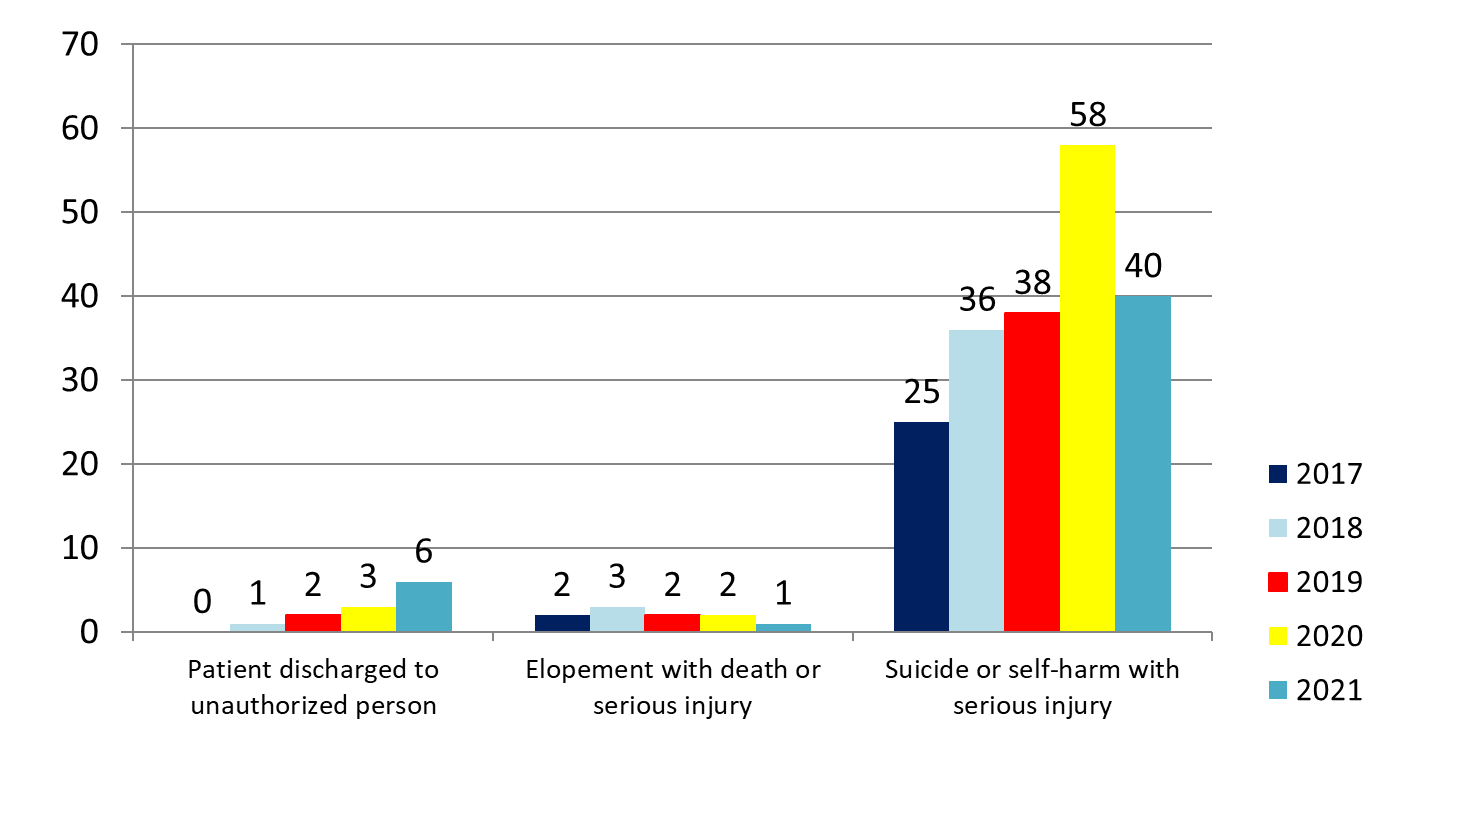 70
60
50
40
30
20
10
0
0 1 2 3 6
2 3 2 2 1
25 36 38 58 40
Patient discharged to
unauthorized person
Elopement with death or
serious injury
Suicide or self-harm with
serious injury
2017
2018
2019
2020
2021